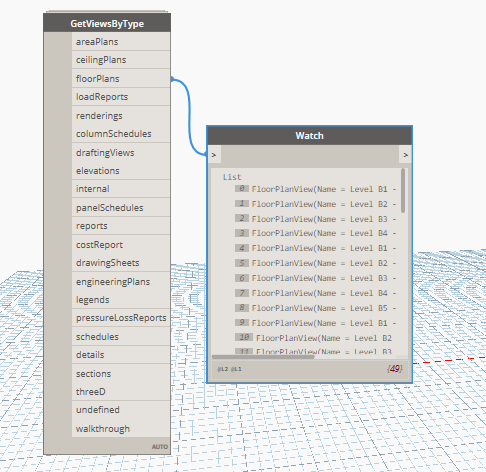 GetViewsByType
areaPlans
ceilingPlans
floorPlans
loadReports
renderings
columnSchedules
draftingViews
elevations
internal
panelSchedules
reports
costReport
drawingSheets
engineeringPlans
legends
pressureLossReports
schedules
details
sections
threeD
undefined
walkthrough
AUTO
Watch
> >
List
0 FloorPlanView(Name = Level B1 -
1 FloorPlanView(Name = Level B2 -
2 FloorPlanView(Name = Level B3 -
3 FloorPlanView(Name = Level B4 -
4 FloorPlanView(Name = Level B1 -
5 FloorPlanView(Name = Level B2 -
6 FloorPlanView(Name = Level B3 -
7 FloorPlanView(Name = Level B4 -
8 FloorPlanView(Name = Level B5 -
9 FloorPlanView(Name = Level B1 -
10 FloorPlanView(Name = Level B2
11 FloorPlanView(Name = Level B3
@L2 @L1 {49}